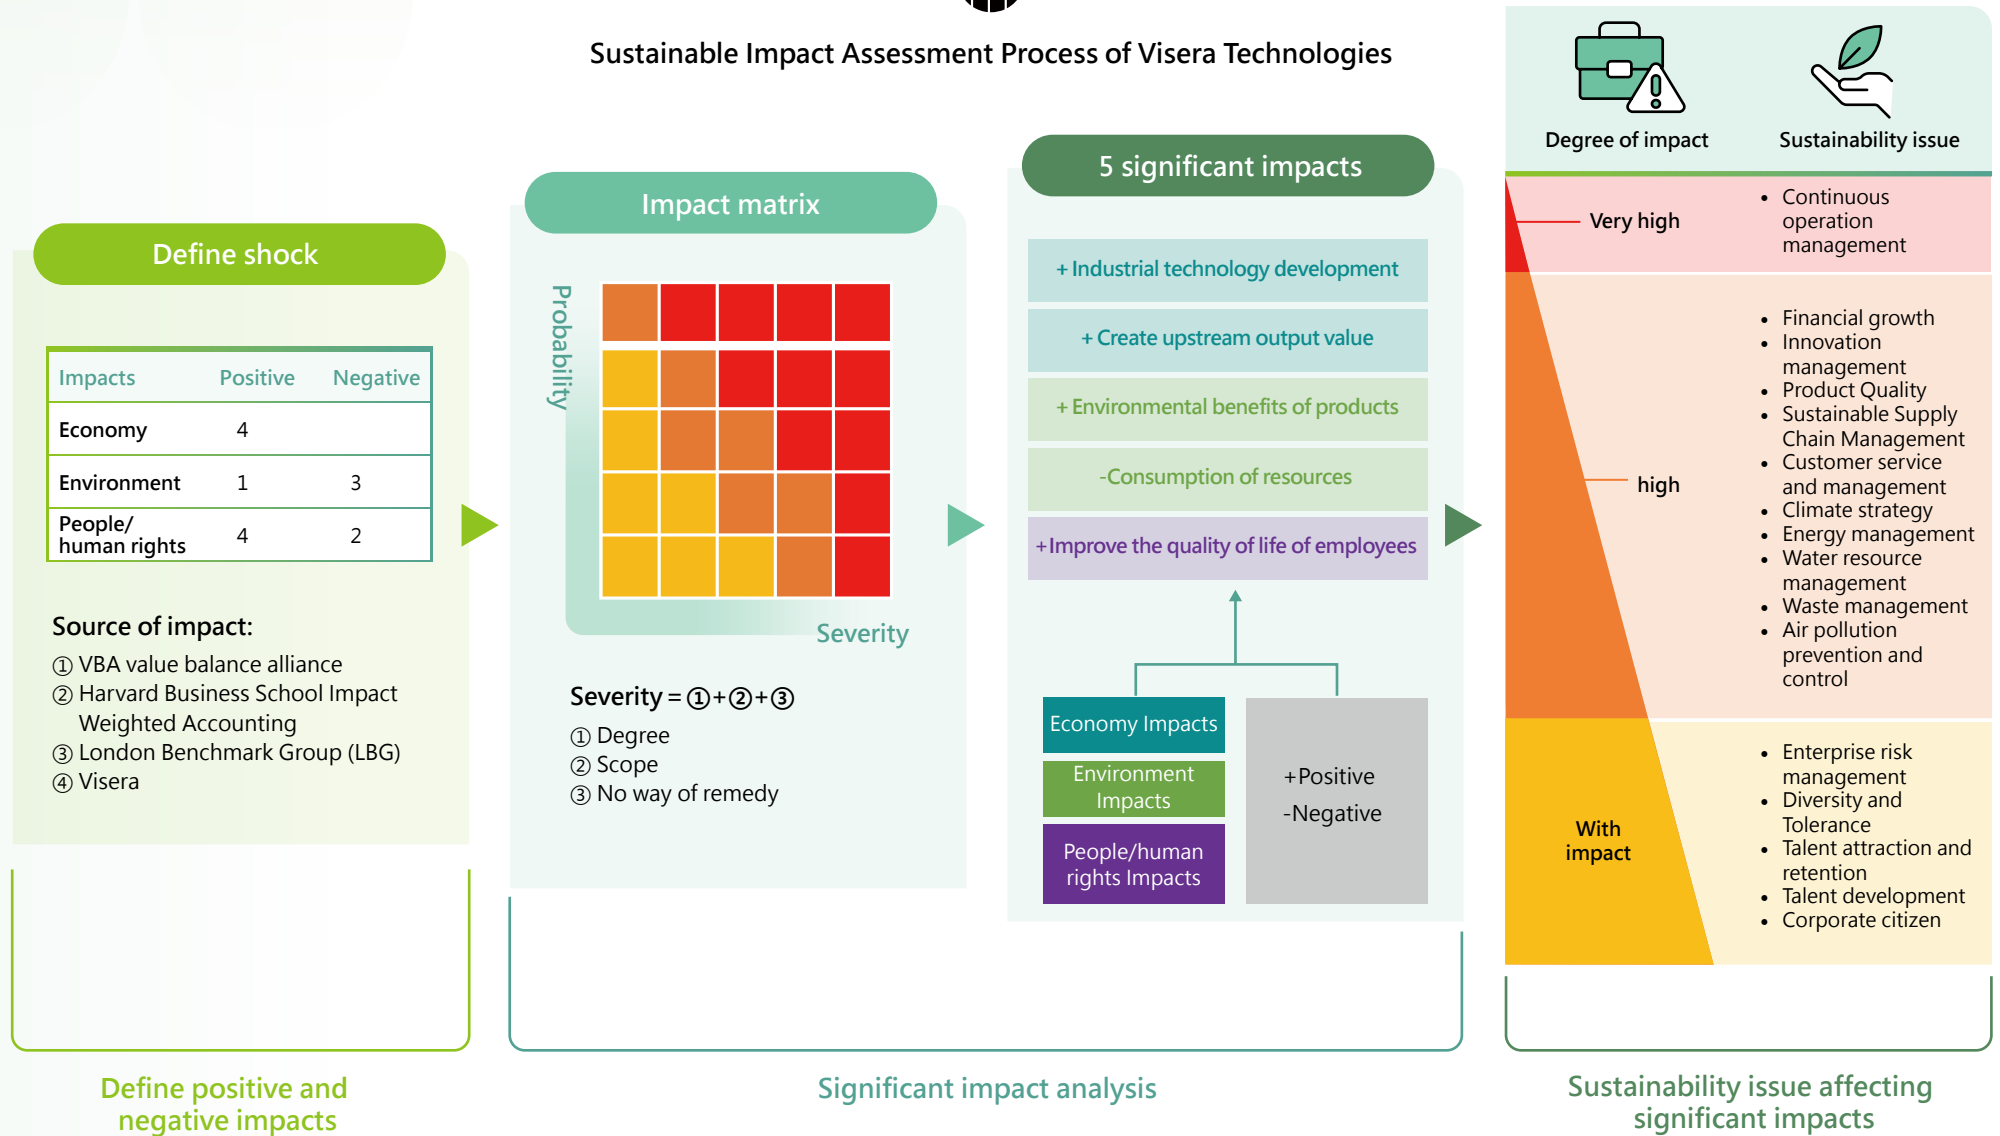 Sustainable Impact Assessment Process of Visera Technologies
Define shock
Impacts Positive Negative
Economy 4
Environment 1 3
People/
human rights 4 2
Source of impact:
① VBA value balance alliance
② Harvard Business School Impact
Weighted Accounting
③ London Benchmark Group (LBG)
④ Visera
Define positive and
negative impacts
Impact matrix
Probability
Severity
Severity = ①+②+③
① Degree
② Scope
③ No way of remedy
5 significant impacts
+ Industrial technology development
+ Create upstream output value
+ Environmental benefits of products
-Consumption of resources
+Improve the quality of life of employees
Economy Impacts
Environment
Impacts
People/human
rights Impacts
+Positive
-Negative
Significant impact analysis
Degree of impact Sustainability issue
Very high
• Continuous
operation
management
high
• Financial growth
• Innovation
management
• Product Quality
• Sustainable Supply
Chain Management
• Customer service
and management
• Climate strategy
• Energy management
• Water resource
management
• Waste management
• Air pollution
prevention and
control
With
impact
• Enterprise risk
management
• Diversity and
Tolerance
• Talent attraction and
retention
• Talent development
• Corporate citizen
Sustainability issue affecting
significant impacts